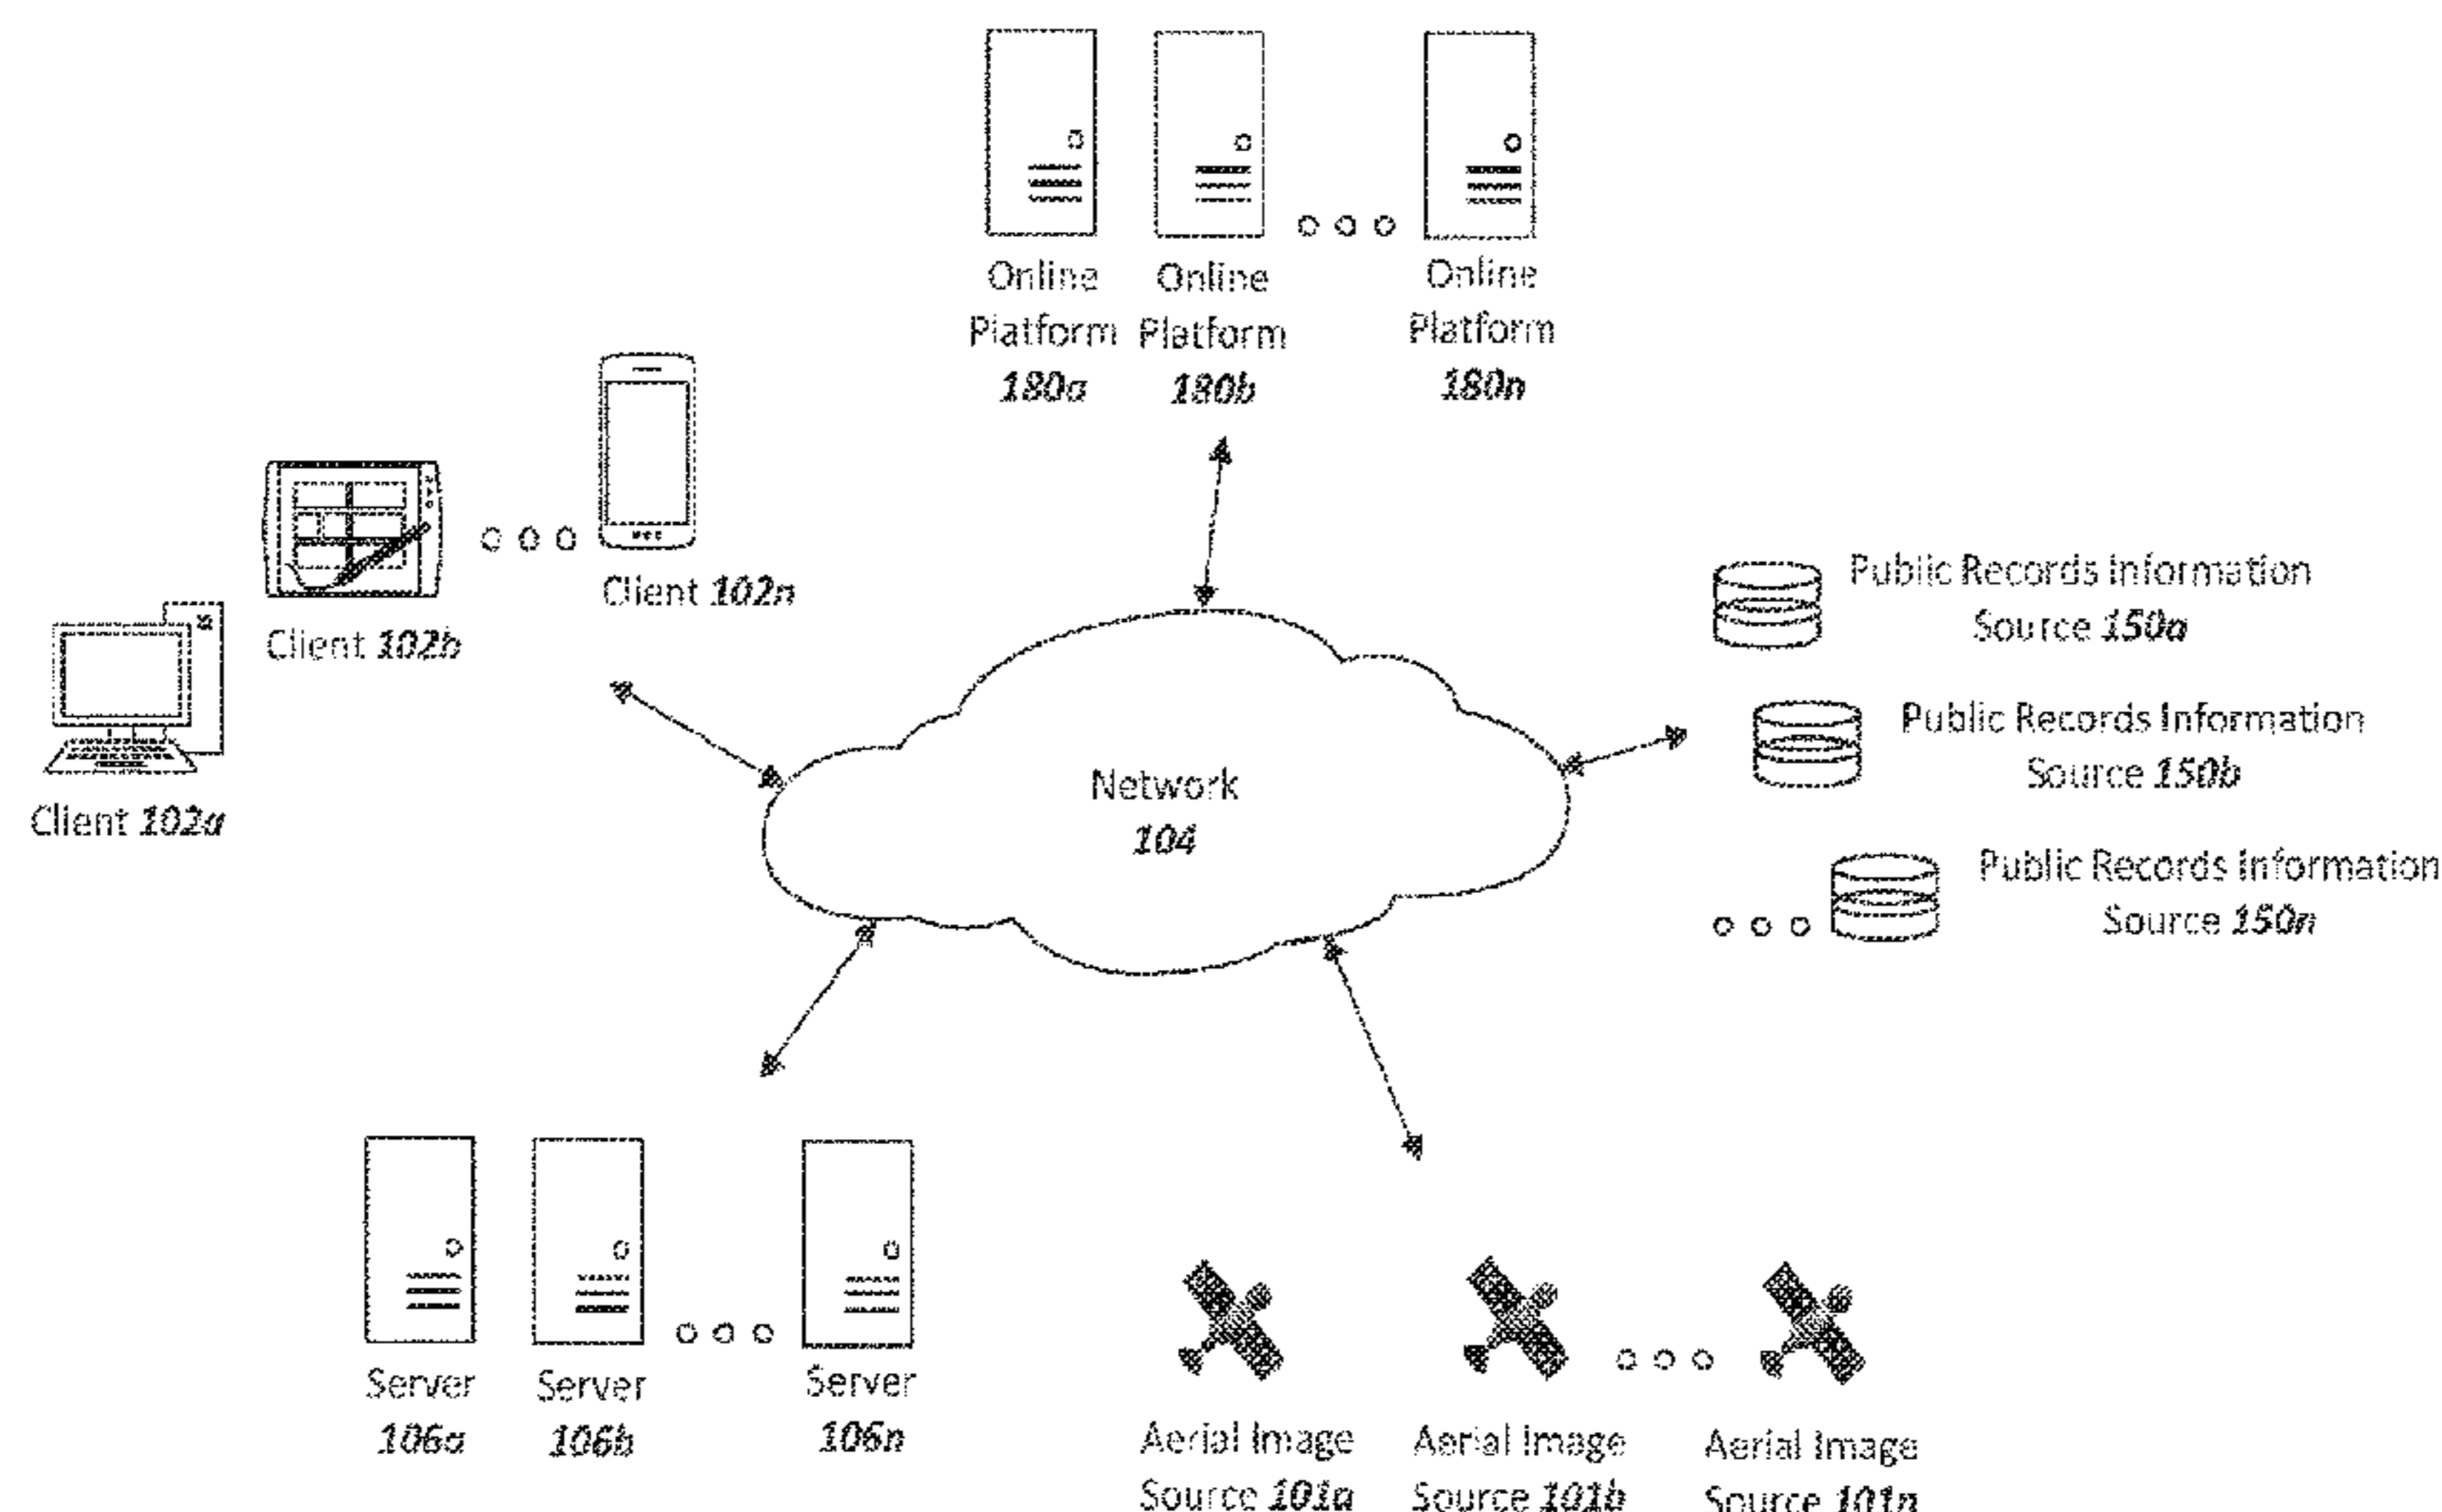 Online
Platform
180a
Online
Platform
180b
Online
Platform
180n
Client 102n
Client 102b
Client 102a
Public Records Information
Source 150a
Public Records Information
Source 150b
Public Records Information
Source 150n
Network
104
Server
106a
Server
106b
Server
106n
Aerial Image
Source 101a
Aerial Image
Source 101b
Aerial Image
Source 101n